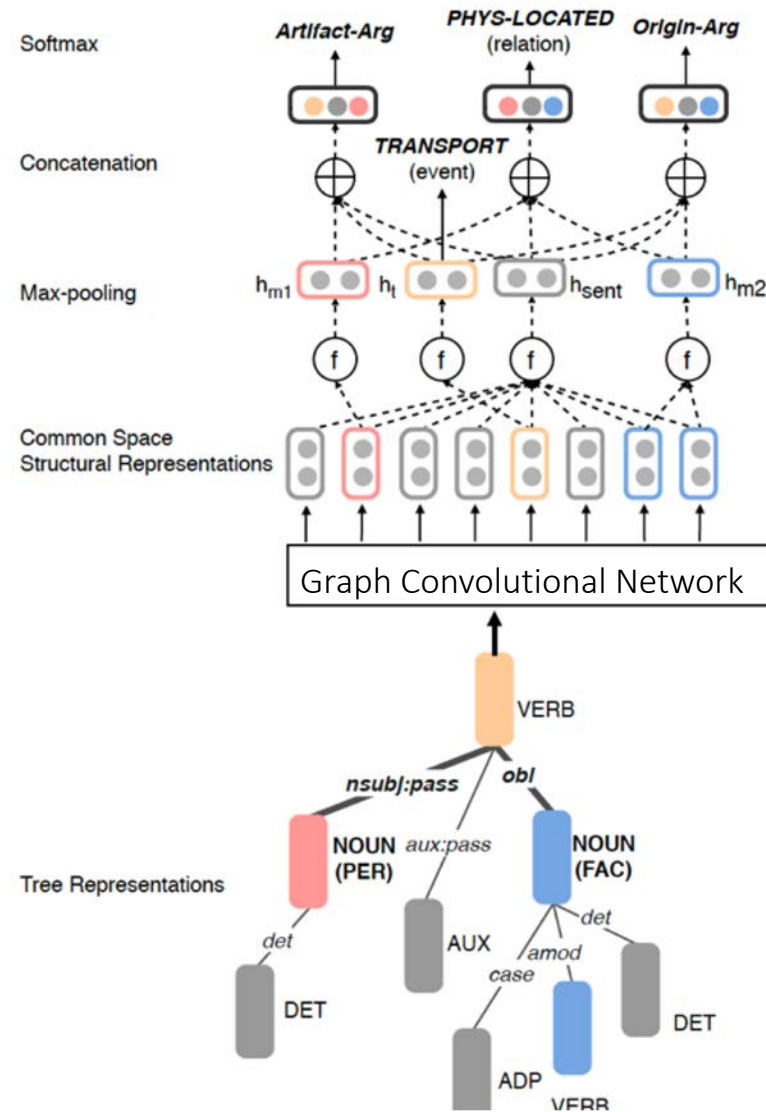 Softmax
Artifact-Arg
PHYS-LOCATED
(relation)
Origin-Arg
Concatenation
TRANSPORT
(event)
Max-pooling
hm1
ht
hsent
hm2
f
f
f
f
Common Space
Structural Representations
Graph Convolutional Network
VERB
nsubj:pass
obl
NOUN
(PER)
aux:pass
NOUN
(FAC)
Tree Representations
det
AUX
case
amod
det
DET
DET
ADP
VERB